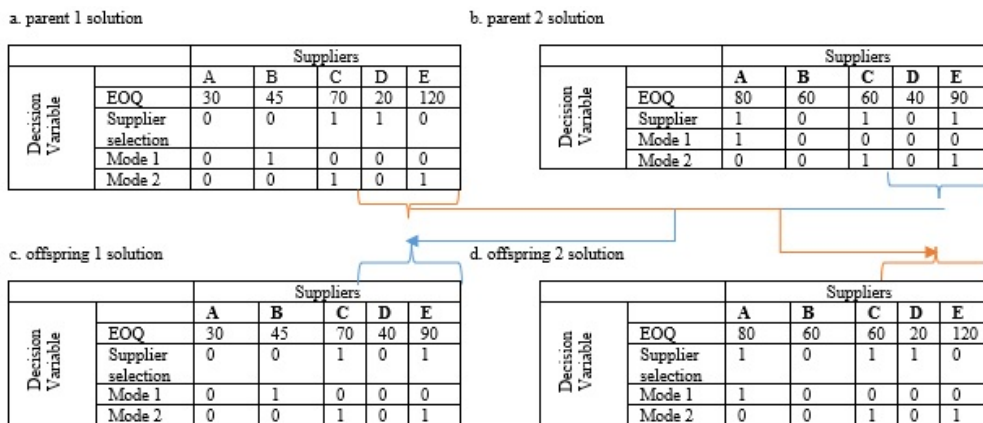 a. parent 1 solution
b. parent 2 solution
Suppliers
A B C D E
Decision Variable
EOQ 30 45 70 20 120
Supplier selection 0 0 1 1 0
Mode 1 0 1 0 0 0
Mode 2 0 0 1 0 1
Suppliers
A B C D E
Decision Variable
EOQ 80 60 60 40 90
Supplier 1 0 1 0 1
Mode 1 1 0 0 0 0
Mode 2 0 0 1 0 1
c. offspring 1 solution
d. offspring 2 solution
Suppliers
A B C D E
Decision Variable
EOQ 30 45 70 40 90
Supplier selection 0 0 1 0 1
Mode 1 0 1 0 0 0
Mode 2 0 0 1 0 1
Suppliers
A B C D E
Decision Variable
EOQ 80 60 60 20 120
Supplier selection 1 0 1 1 0
Mode 1 1 0 0 0 0
Mode 2 0 0 1 0 1